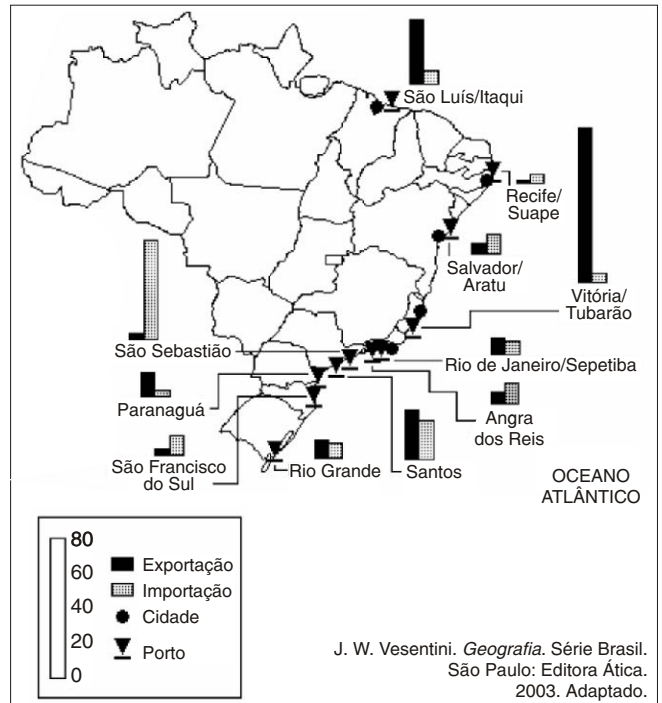 São Luís/Itaqui
Recife/
Suape
Salvador/
Aratu
Vitória/
Tubarão
São Sebastião
Rio de Janeiro/Sepetiba
Paranaguá
Angra
dos Reis
São Francisco
do Sul
Rio Grande
Santos
OCEANO
ATLÂNTICO
80
60
40
20
0
Exportação
Importação
Cidade
Porto
J. W. Vesentini. Geografia. Série Brasil.
São Paulo: Editora Ática.
2003. Adaptado.